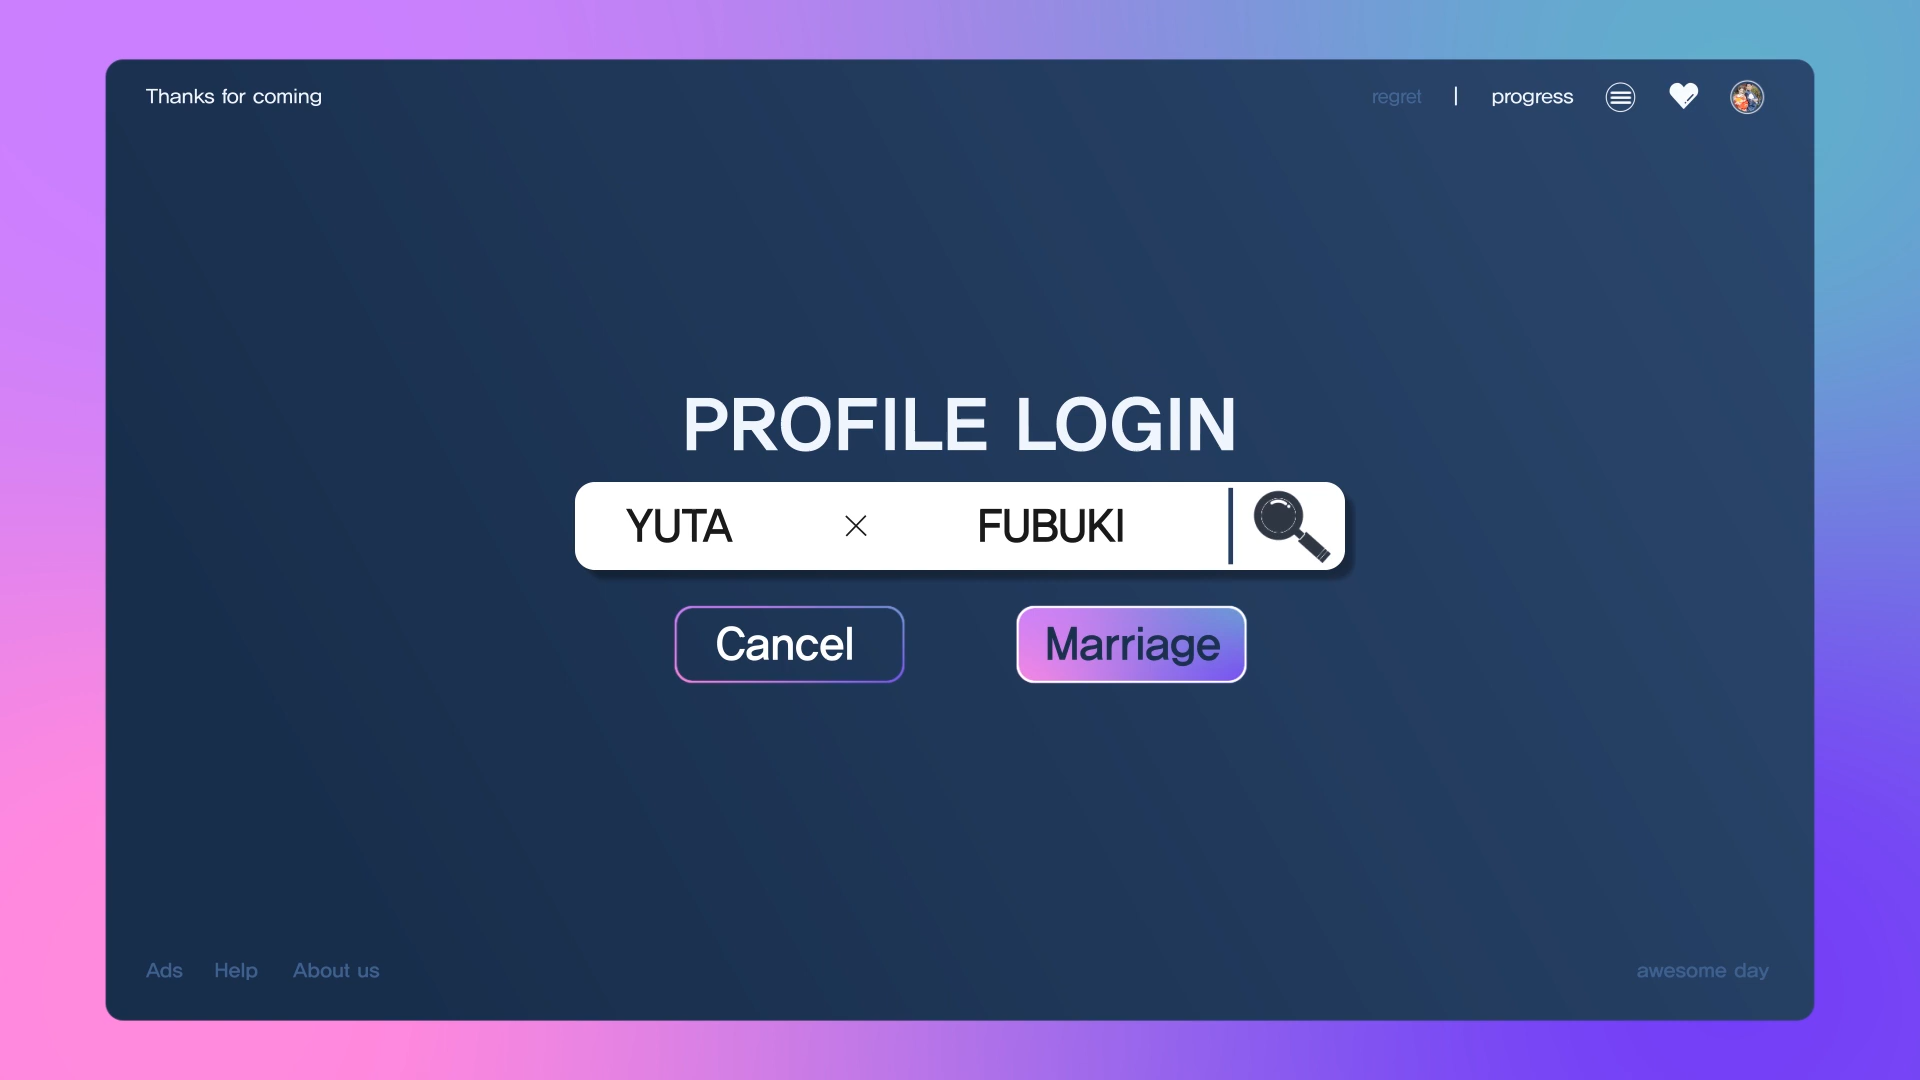 Thanks for coming
regret | progress
PROFILE LOGIN
YUTA × FUBUKI
Cancel
Marriage
Ads Help About us
awesome day